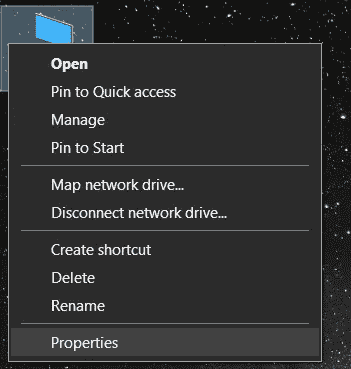 Open
Pin to Quick access
Manage
Pin to Start
Map network drive...
Disconnect network drive...
Create shortcut
Delete
Rename
Properties